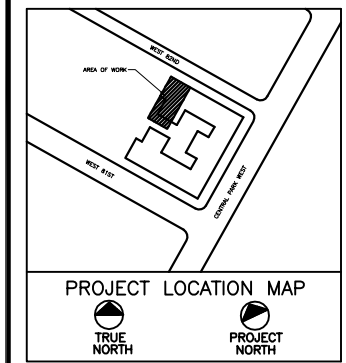 WEST 82ND
AREA OF WORK
WEST 81ST
CENTRAL PARK WEST
PROJECT LOCATION MAP
TRUE
NORTH
PROJECT
NORTH